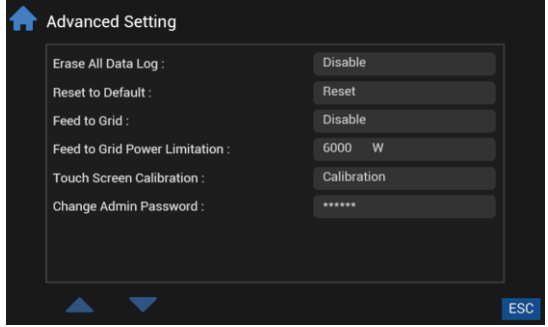 Advanced Setting
Erase All Data Log : Disable
Reset to Default : Reset
Feed to Grid : Disable
Feed to Grid Power Limitation : 6000 W
Touch Screen Calibration : Calibration
Change Admin Password : ******
ESC